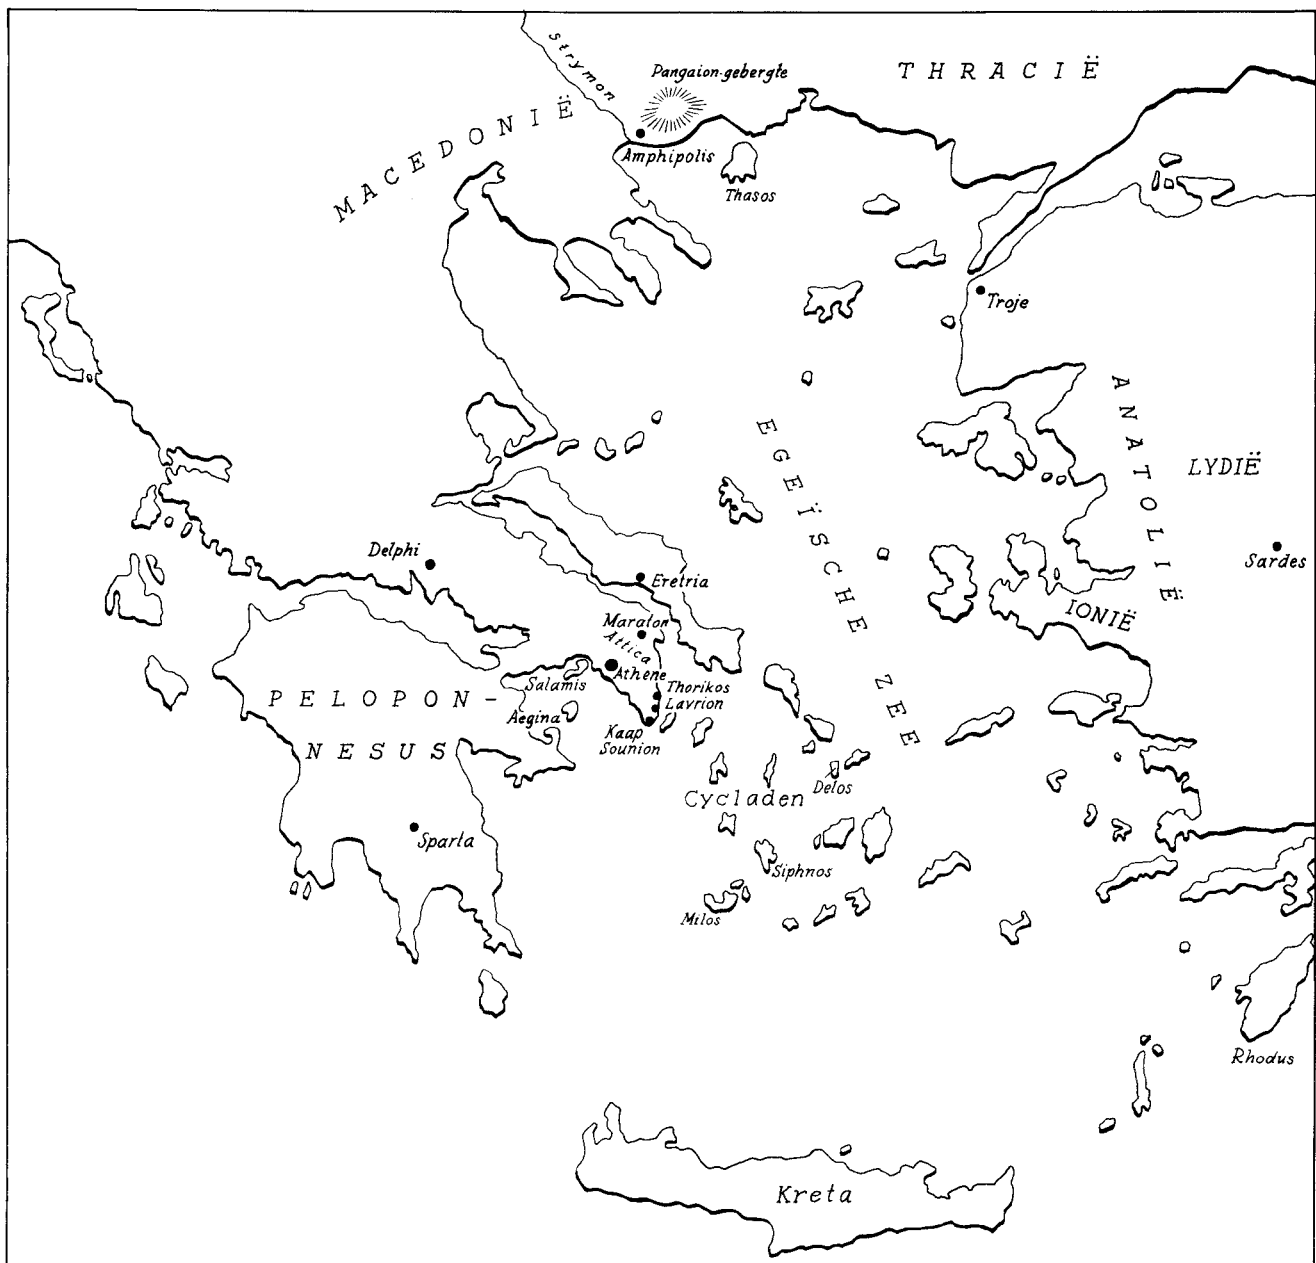 Strymon
Pangaion-gebergte
THRACIË
MACEDONIË
Amphipolis
Thasos
Troje
ANATOLIË
EGEÏSCHE ZEE
LYDIË
Delphi
Sardes
Eretria
IONIË
Maraton
Attica
Athene
Salamis
Thorikos
Lavrion
PELOPON-
NESUS
Aegina
Kaap
Sounion
Delos
Cycladen
Sparta
Siphnos
Milos
Rhodus
Kreta